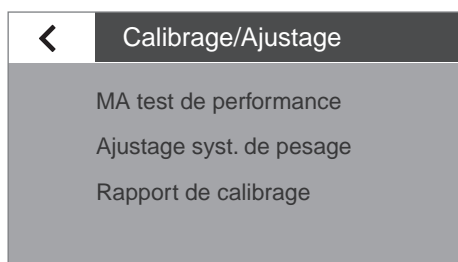 Calibrage/Ajustage
MA test de performance
Ajustage syst. de pesage
Rapport de calibrage